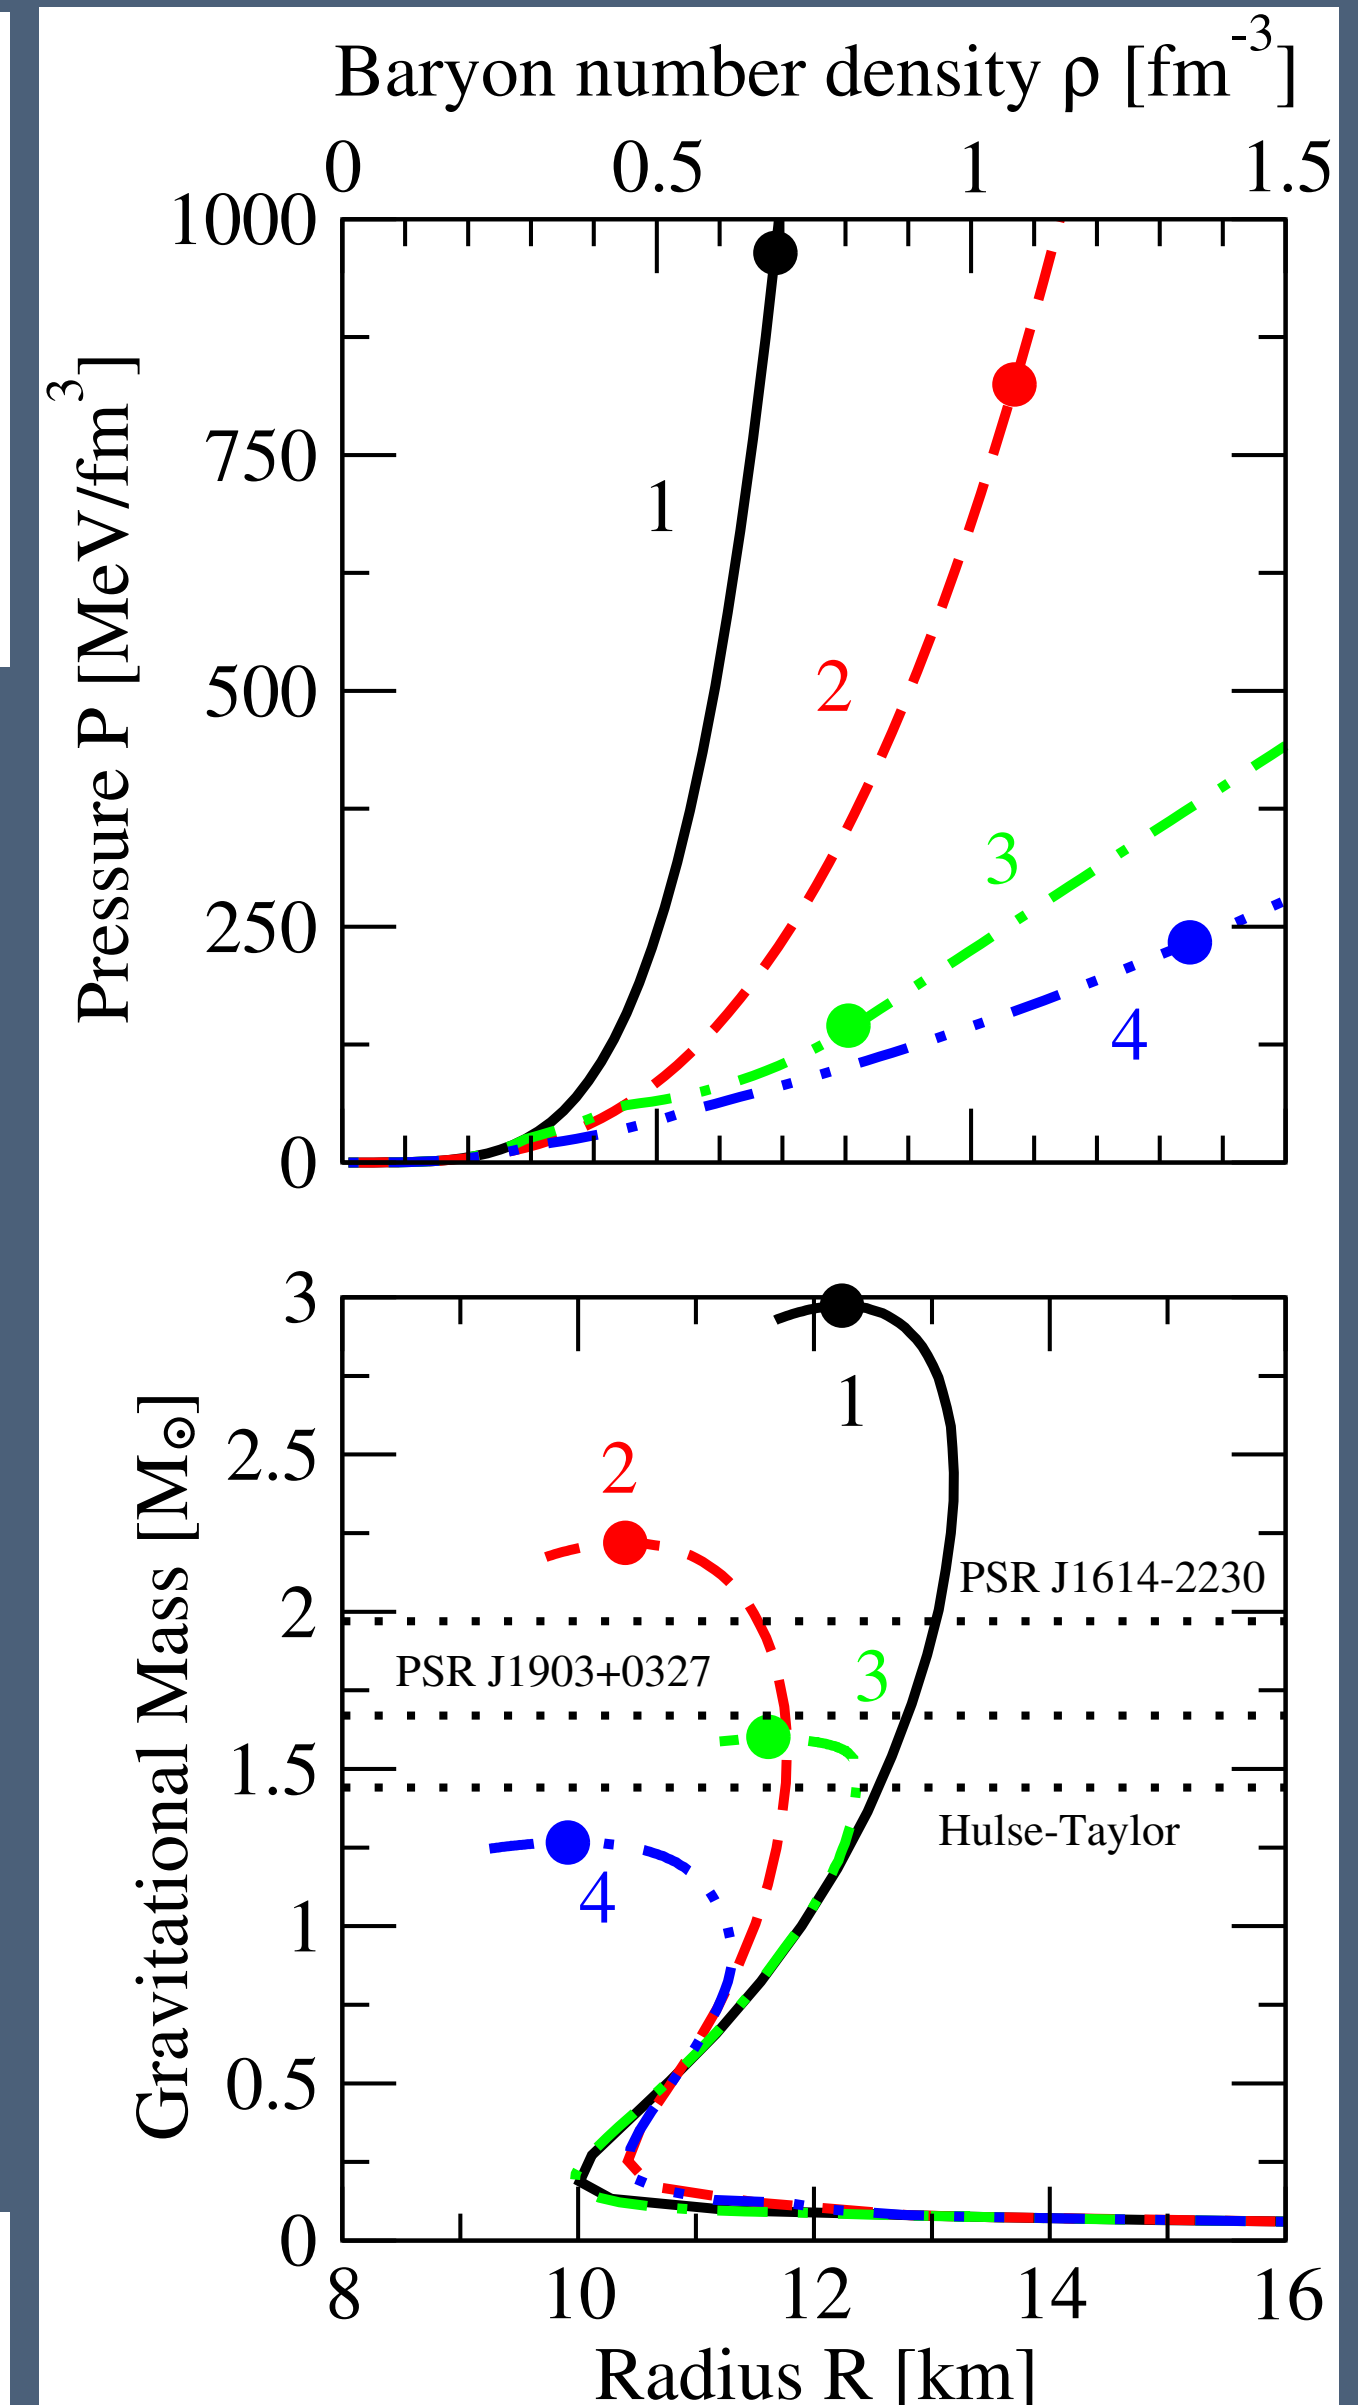 Baryon number density ρ [fm⁻³]
0 0.5 1 1.5
1000
750
500
250
0
Pressure P [MeV/fm³]
1
2
3
4
3
2.5
2
1.5
1
0.5
0
Gravitational Mass [M⊙]
1
2
PSR J1614-2230
PSR J1903+0327
3
Hulse-Taylor
4
8 10 12 14 16
Radius R [km]